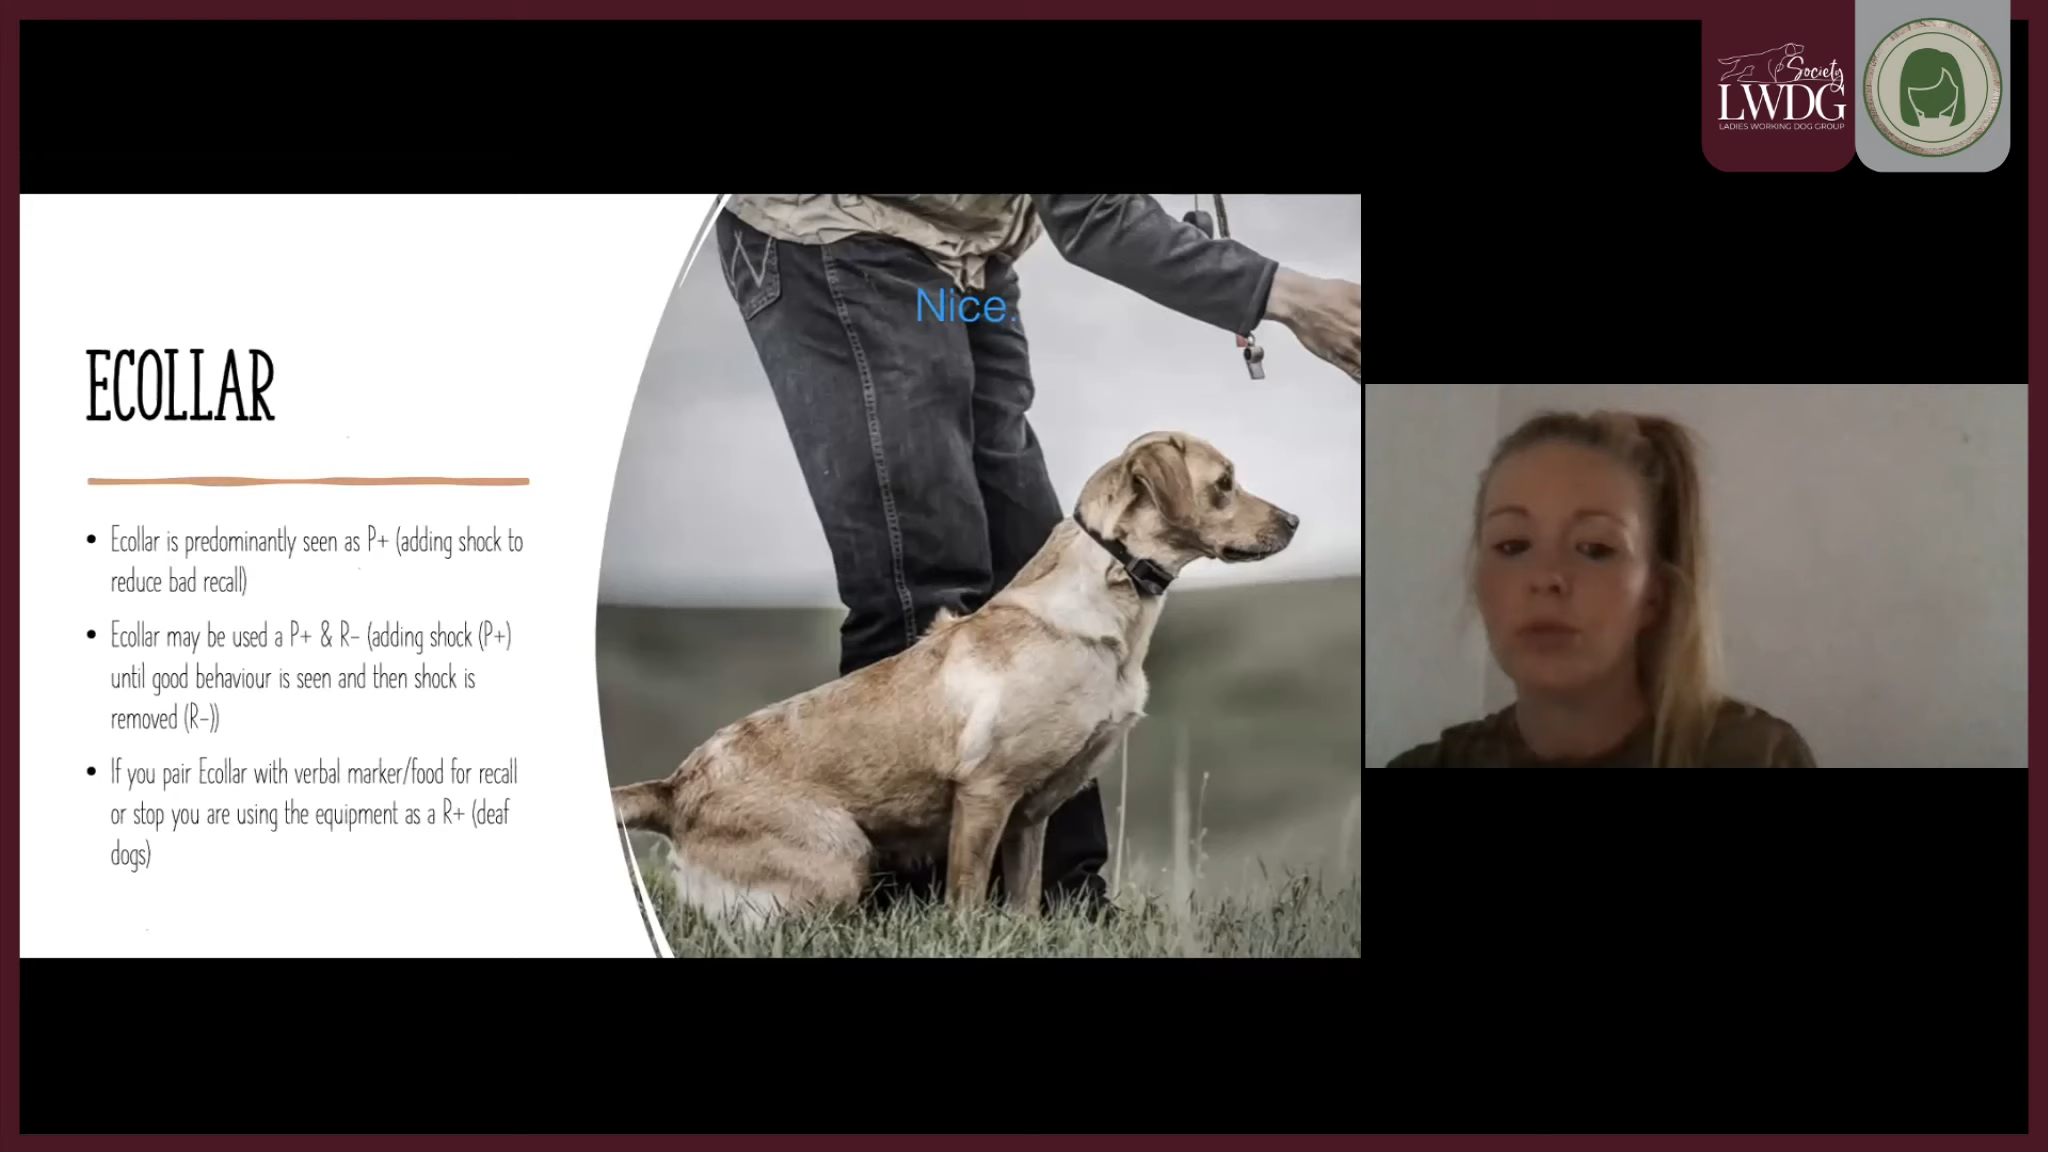 Society
LWDG
LADIES WORKING DOG GROUP
Nice.
ECOLLAR
• Ecollar is predominantly seen as P+ (adding shock to
reduce bad recall)
• Ecollar may be used a P+ & R- (adding shock (P+)
until good behaviour is seen and then shock is
removed (R-))
• If you pair Ecollar with verbal marker/food for recall
or stop you are using the equipment as a R+ (deaf
dogs)